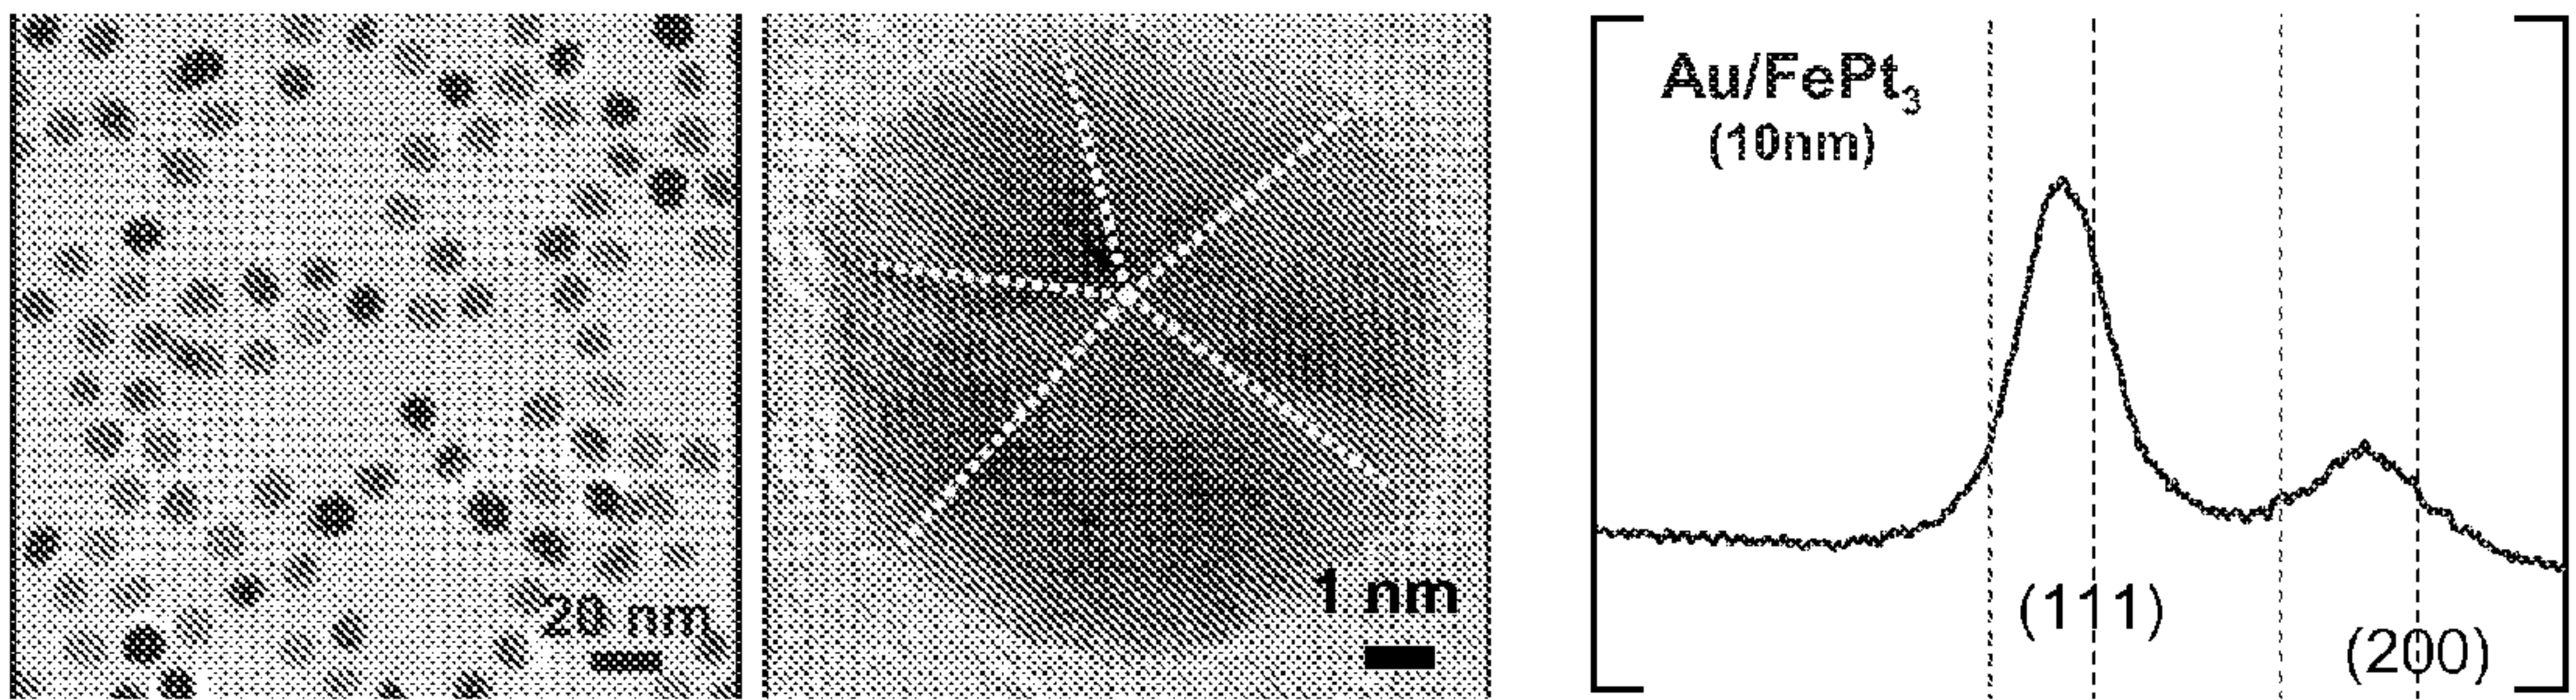 20 nm
1 nm
Au/FePt₃
(10nm)
(111)
(200)